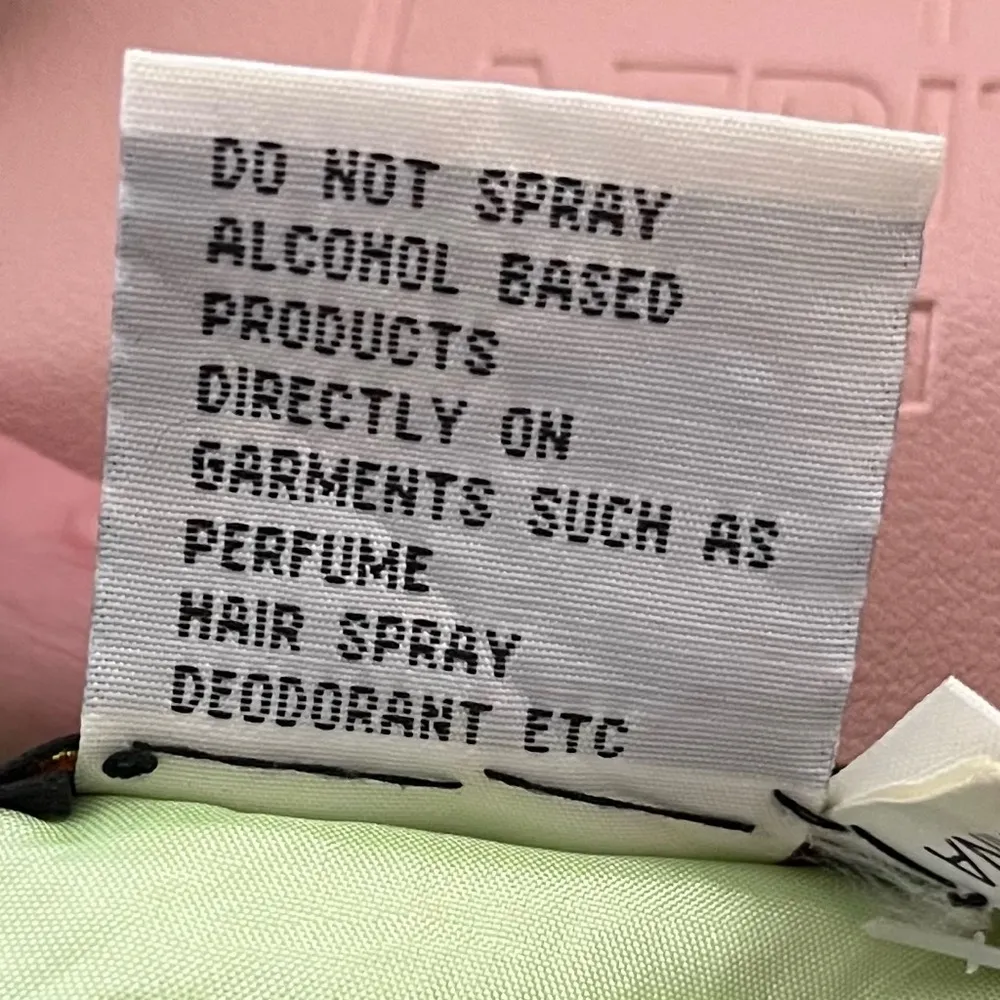 DO NOT SPRAY
ALCOHOL BASED
PRODUCTS
DIRECTLY ON
GARMENTS SUCH AS
PERFUME
HAIR SPRAY
DEODORANT ETC